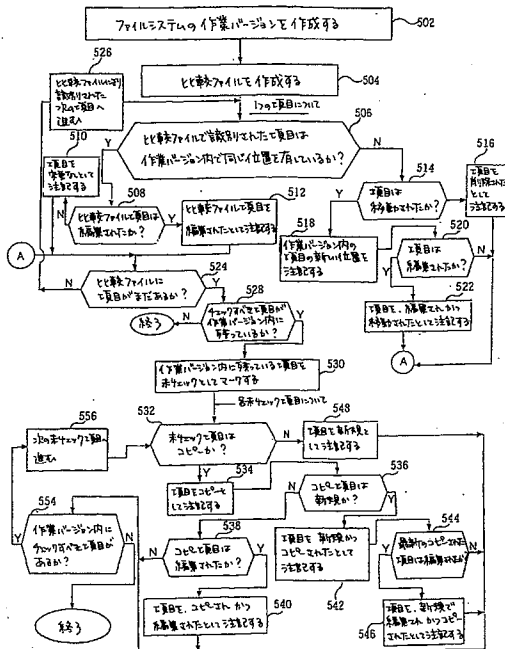 ファイルシステムの作業バージョンを作成する
502
526
比較ファイルにより
識別された
次の項目へ
進む
比較ファイルを作成する
504
1つの項目について
506
比較ファイルで識別された項目は
作業バージョン内で同じ位置を有しているか?
Y
N
510
項目を
として注記する
508
比較ファイルで項目は
編集されたか?
Y
512
比較ファイルで項目を
編集されたとして注記する
514
項目は
移動されたか?
Y
N
516
項目を
削除された
として
注記する
518
作業バージョン内の
項目の新しい位置を
注記する
520
項目は
編集されたか?
N
Y
522
項目を、編集されかつ
移動されたとして注記する
A
A
524
比較ファイルに
項目がまだあるか?
Y
528
チェックすべき項目が
作業バージョン内に
残っているか?
N
Y
終了
作業バージョン内に残っている項目を
未チェックとしてマークする
530
各未チェック項目について
556
次の未チェック項目へ
進む
532
未チェック項目は
コピーか?
N
Y
548
項目を新規と
して注記する
534
項目をコピーと
して注記する
536
コピー項目は
新規か?
N
Y
554
作業バージョン内に
チェックすべき項目が
あるか?
Y
N
終了
538
コピー項目は
編集されたか?
N
Y
540
項目を、コピーされかつ
編集されたとして注記する
項目を新規かつ
コピーされたとして
注記する
542
544
最新のコピーされた
項目は編集されたか
N
Y
546
項目を、新規で
編集されかつコピー
されたとして注記する